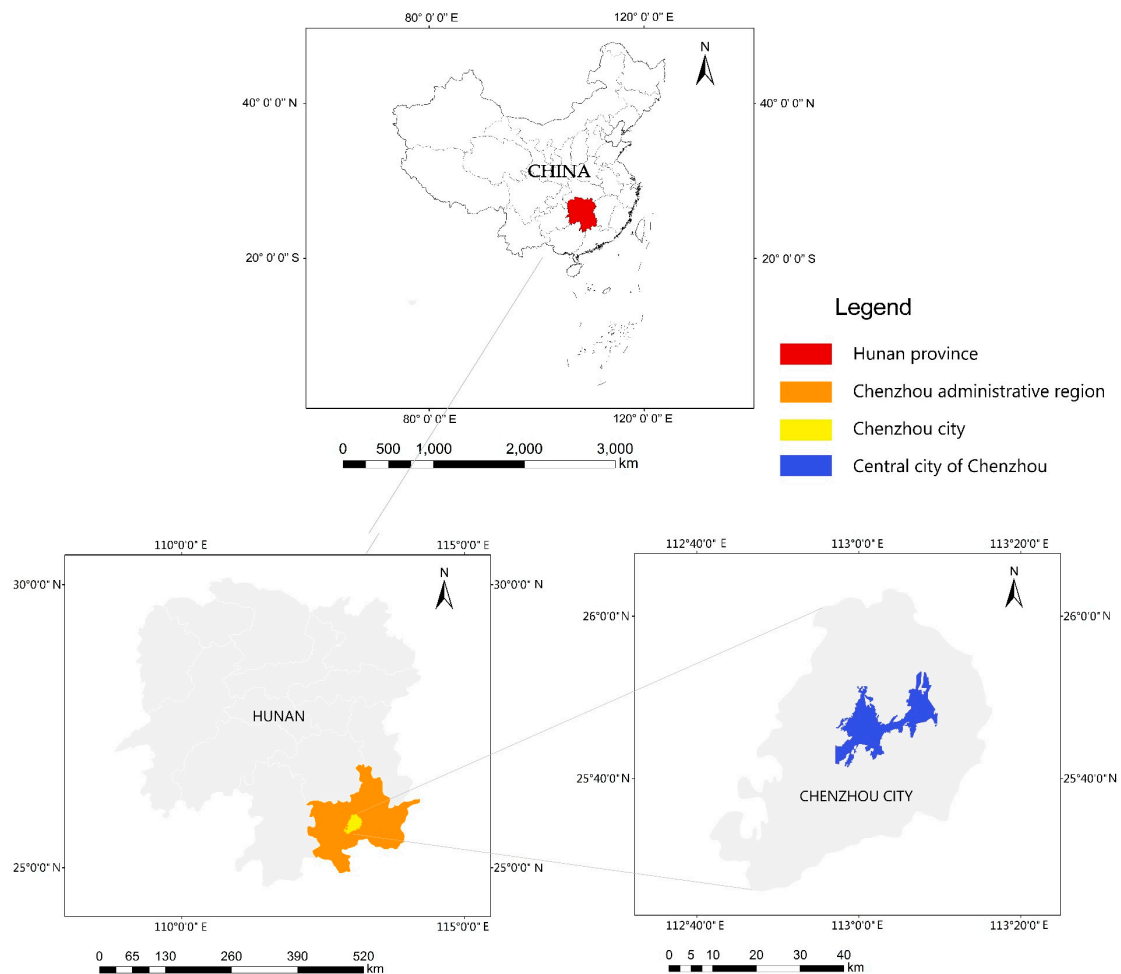 80° 0' 0" E 120° 0' 0" E
N
40° 0' 0" N 40° 0' 0" N
CHINA
20° 0' 0" S 20° 0' 0" S
80° 0' 0" E 120° 0' 0" E
0 500 1,000 2,000 3,000
km
Legend
Hunan province
Chenzhou administrative region
Chenzhou city
Central city of Chenzhou
110°0'0" E 115°0'0" E
N
30°0'0" N 30°0'0" N
HUNAN
25°0'0" N 25°0'0" N
110°0'0" E 115°0'0" E
0 65 130 260 390 520
km
112°40'0" E 113°0'0" E 113°20'0" E
N
26°0'0" N 26°0'0" N
25°40'0" N 25°40'0" N
CHENZHOU CITY
112°40'0" E 113°0'0" E 113°20'0" E
0 5 10 20 30 40
km